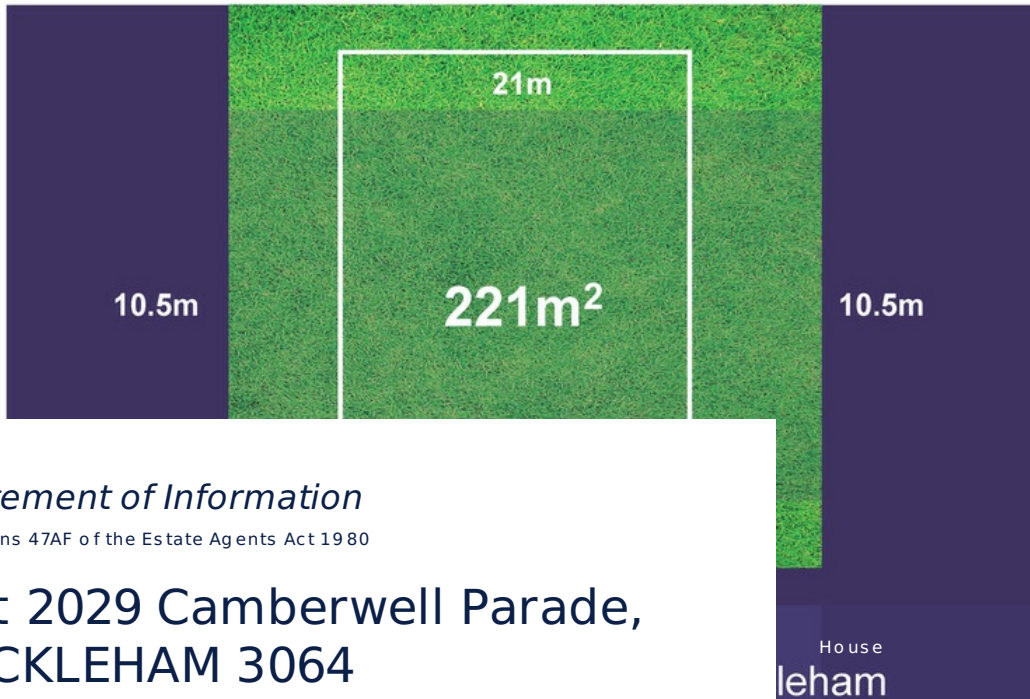 21m
10.5m
221m²
10.5m
ement of Information
ns 47AF of the Estate Agents Act 1980
t 2029 Camberwell Parade,
CKLEHAM 3064
House
leham